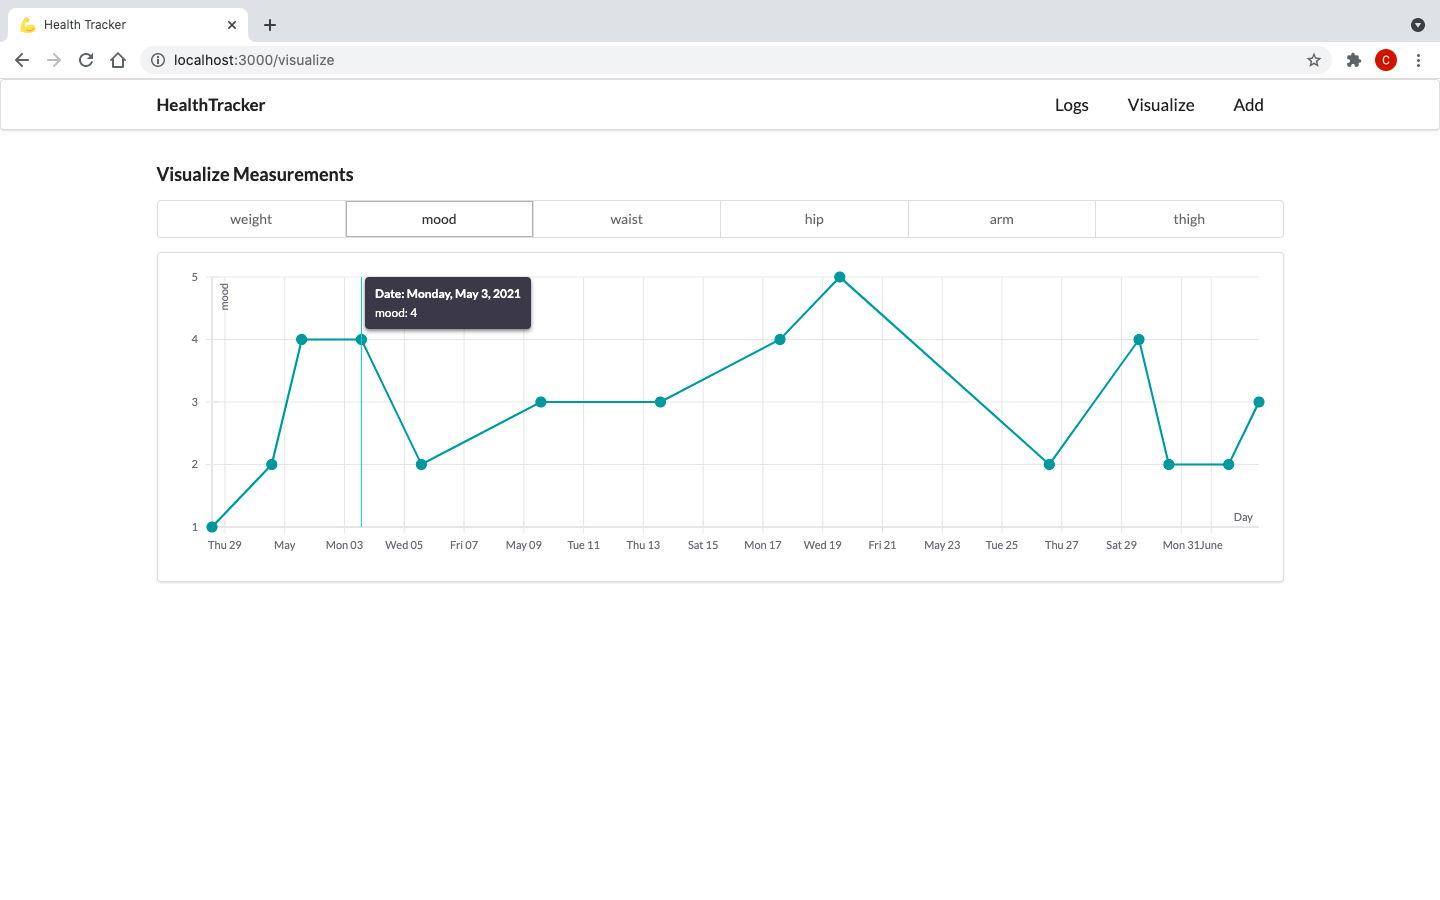 Health Tracker
localhost:3000/visualize
C
HealthTracker
Logs
Visualize
Add
Visualize Measurements
weight
mood
waist
hip
arm
thigh
5
4
3
2
1
mood
Date: Monday, May 3, 2021
mood: 4
Day
Thu 29
May
Mon 03
Wed 05
Fri 07
May 09
Tue 11
Thu 13
Sat 15
Mon 17
Wed 19
Fri 21
May 23
Tue 25
Thu 27
Sat 29
Mon 31
June